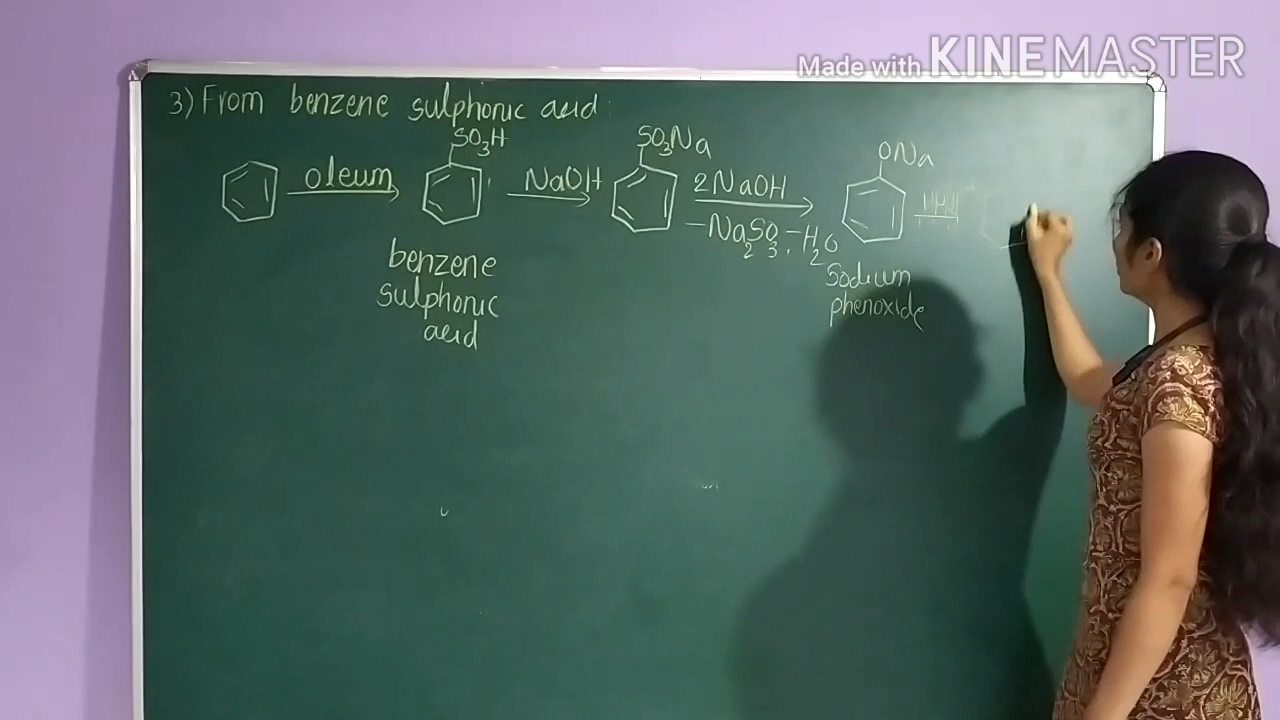 Made with KINEMASTER
3) From benzene sulphonic acid:
SO3H SO3Na ONa
oleum NaOH 2NaOH
-Na2SO3, -H2O
benzene
sulphonic
acid
Sodium
phenoxide